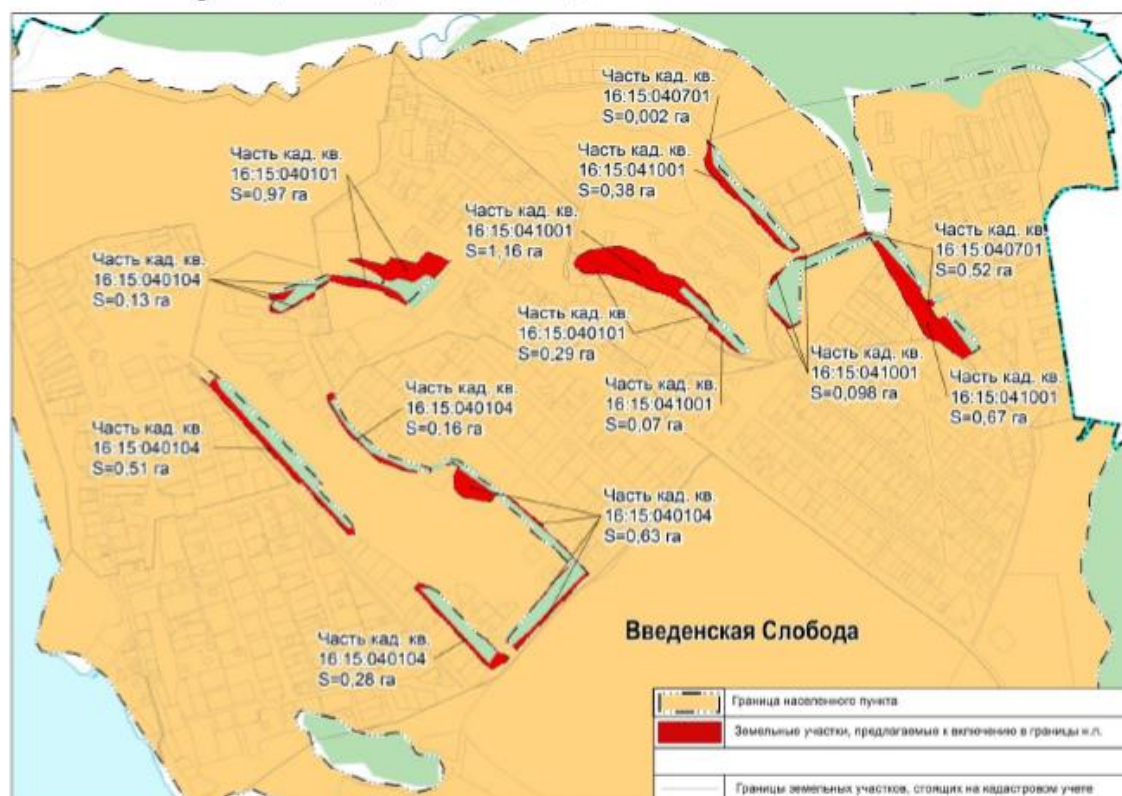 Часть кад. кв.
16:15:040701
S=0,002 га
Часть кад. кв.
16:15:041001
S=0,38 га
Часть кад. кв.
16:15:040101
S=0,97 га
Часть кад. кв.
16:15:041001
S=1,16 га
Часть кад. кв.
16:15:040701
S=0,52 га
Часть кад. кв.
16:15:040104
S=0,13 га
Часть кад. кв.
16:15:040101
S=0,29 га
Часть кад. кв.
16:15:041001
S=0,098 га
Часть кад. кв.
16:15:041001
S=0,67 га
Часть кад. кв.
16:15:041001
S=0,07 га
Часть кад. кв.
16:15:040104
S=0.16 га
Часть кад. кв.
16:15:040104
S=0,51 га
Часть кад. кв.
16:15:040104
S=0,63 га
Часть кад. кв.
16:15:040104
S=0,28 га
Введенская Слобода
Граница населенного пункта
Земельные участки, предлагаемые к включению в границы н.п.
Границы земельных участков, стоящих на кадастровом учете